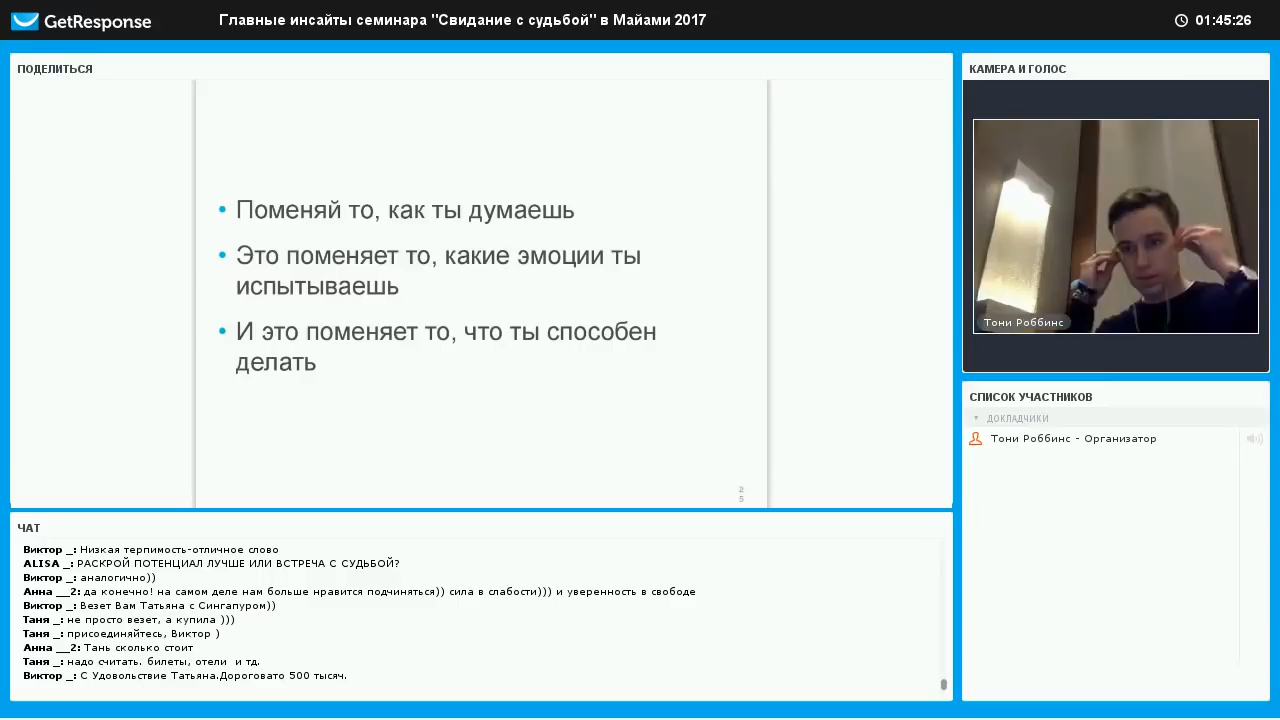 GetResponse
Главные инсайты семинара "Свидание с судьбой" в Майами 2017
01:45:26
ПОДЕЛИТЬСЯ
• Поменяй то, как ты думаешь
• Это поменяет то, какие эмоции ты
испытываешь
• И это поменяет то, что ты способен
делать
2
5
ЧАТ
Виктор _: Низкая терпимость-отличное слово
ALISA _: РАСКРОЙ ПОТЕНЦИАЛ ЛУЧШЕ ИЛИ ВСТРЕЧА С СУДЬБОЙ?
Виктор _: аналогично))
Анна __2: да конечно! на самом деле нам больше нравится подчиняться)) сила в слабости))) и уверенность в свободе
Виктор _: Везет Вам Татьяна с Сингапуром))
Таня _: не просто везет, а купила )))
Таня _: присоединяйтесь, Виктор )
Анна __2: Тань сколько стоит
Таня _: надо считать. билеты, отели и тд.
Виктор _: С Удовольствие Татьяна.Дороговато 500 тысяч.
КАМЕРА И ГОЛОС
Тони Роббинс
СПИСОК УЧАСТНИКОВ
ДОКЛАДЧИКИ
Тони Роббинс - Организатор